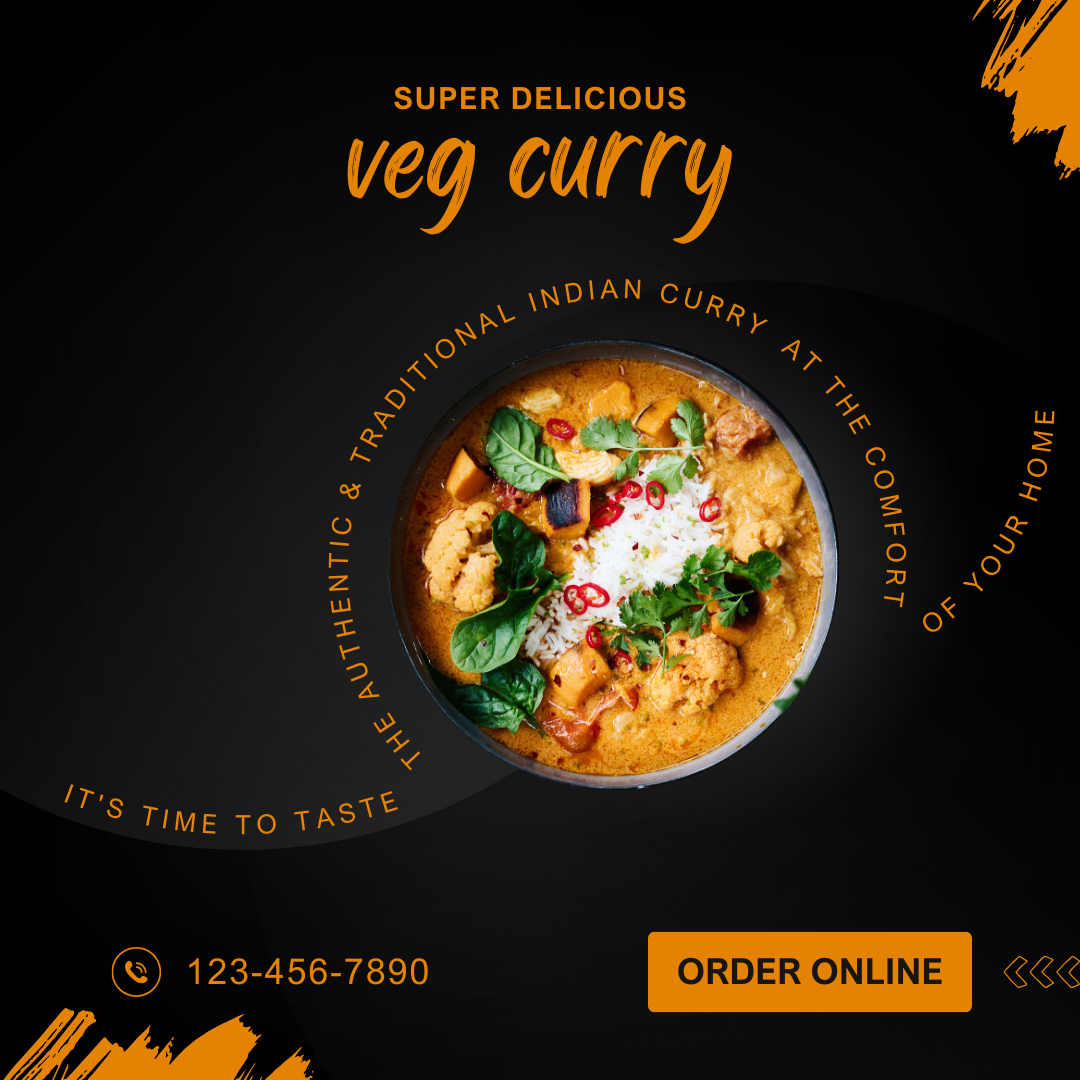 SUPER DELICIOUS
veg curry
IT'S TIME TO TASTE THE AUTHENTIC & TRADITIONAL INDIAN CURRY AT THE COMFORT OF YOUR HOME
123-456-7890
ORDER ONLINE